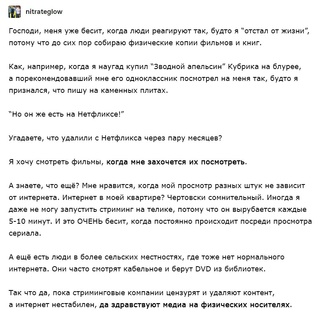 nitrateglow
Господи, меня уже бесит, когда люди реагируют так, будто я “отстал от жизни”,
потому что до сих пор собираю физические копии фильмов и книг.
Как, например, когда я наугад купил “Зводной апельсин” Кубрика на блурее,
а порекомендовавший мне его одноклассник посмотрел на меня так, будто я
признался, что пишу на каменных плитах.
“Но он же есть на Нетфликсе!”
Угадаете, что удалили с Нетфликса через пару месяцев?
Я хочу смотреть фильмы, когда мне захочется их посмотреть.
А знаете, что ещё? Мне нравится, когда мой просмотр разных штук не зависит
от интернета. Интернет в моей квартире? Чертовски сомнительный. Иногда я
даже не могу запустить стриминг на телике, потому что он вырубается каждые
5-10 минут. И это ОЧЕНЬ бесит, когда постоянно происходит посреди просмотра
сериала.
А ещё есть люди в более сельских местностях, где тоже нет нормального
интернета. Они часто смотрят кабельное и берут DVD из библиотек.
Так что да, пока стриминговые компании цензурят и удаляют контент,
а интернет нестабилен, да здравствуют медиа на физических носителях.